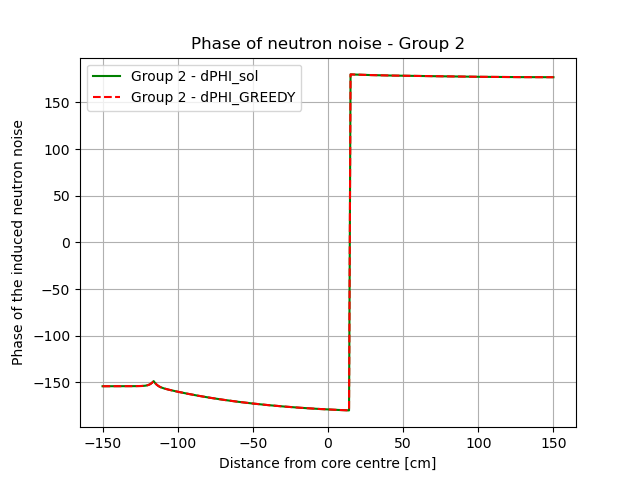 Phase of neutron noise - Group 2
Group 2 - dPHI_sol
Group 2 - dPHI_GREEDY
Phase of the induced neutron noise
150
100
50
0
−50
−100
−150
−150
−100
−50
0
50
100
150
Distance from core centre [cm]